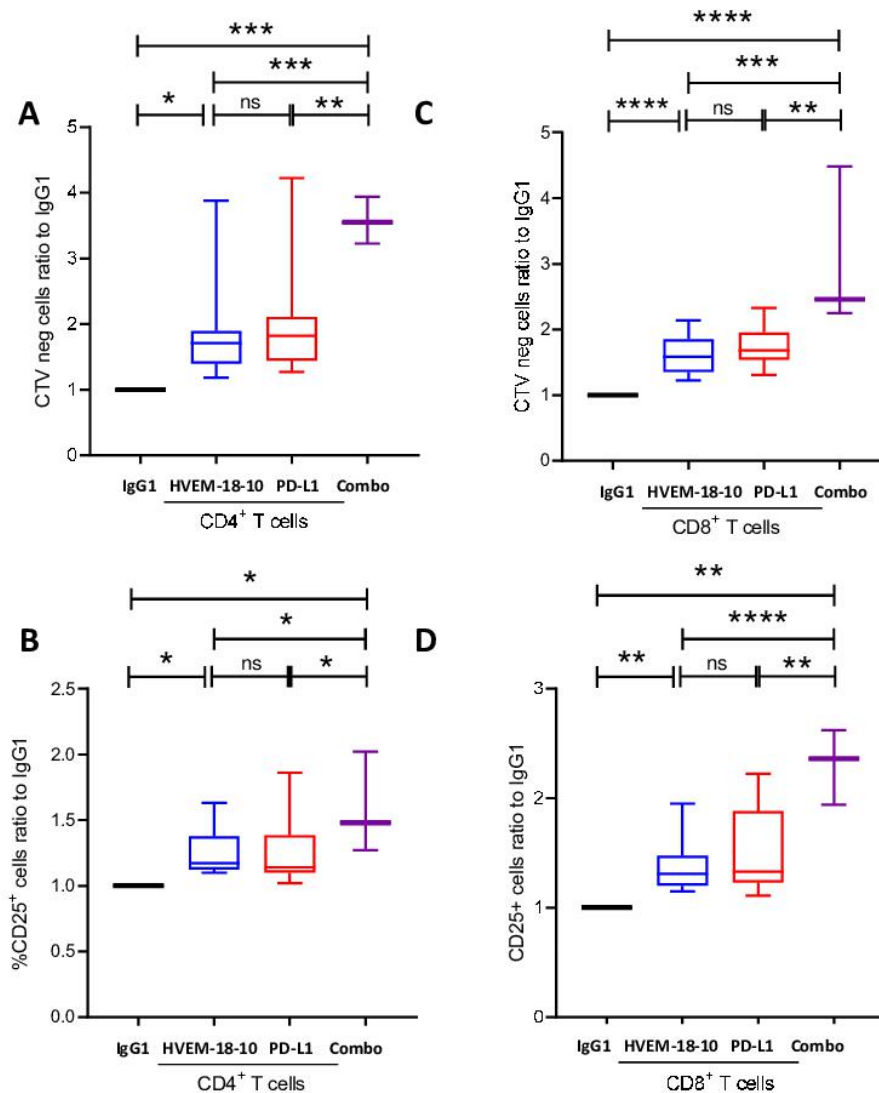 A
***
***
* ns **
CTV neg cells ratio to IgG1
5
4
3
2
1
0
IgG1 HVEM-18-10 PD-L1 Combo
CD4⁺ T cells
C
****
***
**** ns **
CTV neg cells ratio to IgG1
5
4
3
2
1
0
IgG1 HVEM-18-10 PD-L1 Combo
CD8⁺ T cells
B
*
*
* ns *
%CD25⁺ cells ratio to IgG1
2.5
2.0
1.5
1.0
0.5
0.0
IgG1 HVEM-18-10 PD-L1 Combo
CD4⁺ T cells
D
**
****
** ns **
CD25+ cells ratio to IgG1
3
2
1
0
IgG1 HVEM-18-10 PD-L1 Combo
CD8⁺ T cells